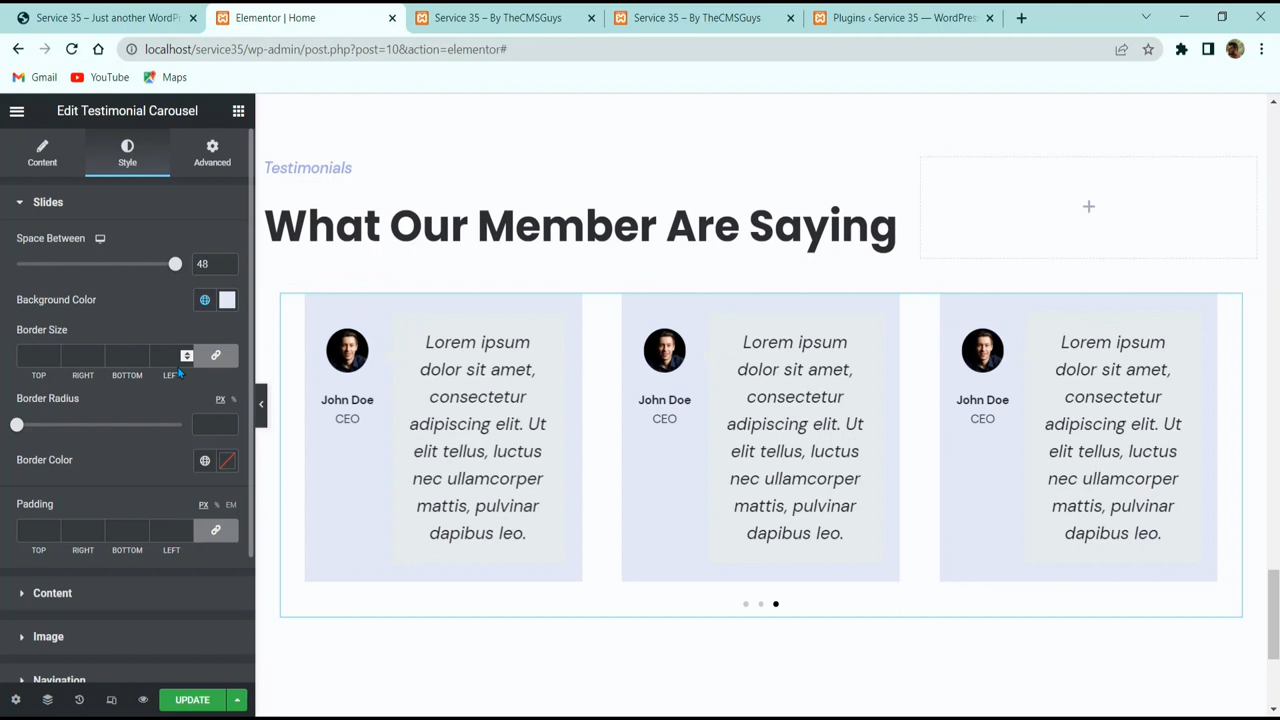 Service 35 – Just another WordPr
Elementor | Home
Service 35 – By TheCMSGuys
Service 35 – By TheCMSGuys
Plugins ‹ Service 35 — WordPres
localhost/service35/wp-admin/post.php?post=10&action=elementor#
Gmail
YouTube
Maps
Edit Testimonial Carousel
Content
Style
Advanced
Slides
Space Between
48
Background Color
Border Size
TOP
RIGHT
BOTTOM
LEFT
Border Radius
PX
%
Border Color
Padding
PX
%
EM
TOP
RIGHT
BOTTOM
LEFT
Content
Image
Navigation
UPDATE
Testimonials
What Our Member Are Saying
John Doe
CEO
Lorem ipsum
dolor sit amet,
consectetur
adipiscing elit. Ut
elit tellus, luctus
nec ullamcorper
mattis, pulvinar
dapibus leo.
John Doe
CEO
Lorem ipsum
dolor sit amet,
consectetur
adipiscing elit. Ut
elit tellus, luctus
nec ullamcorper
mattis, pulvinar
dapibus leo.
John Doe
CEO
Lorem ipsum
dolor sit amet,
consectetur
adipiscing elit. Ut
elit tellus, luctus
nec ullamcorper
mattis, pulvinar
dapibus leo.